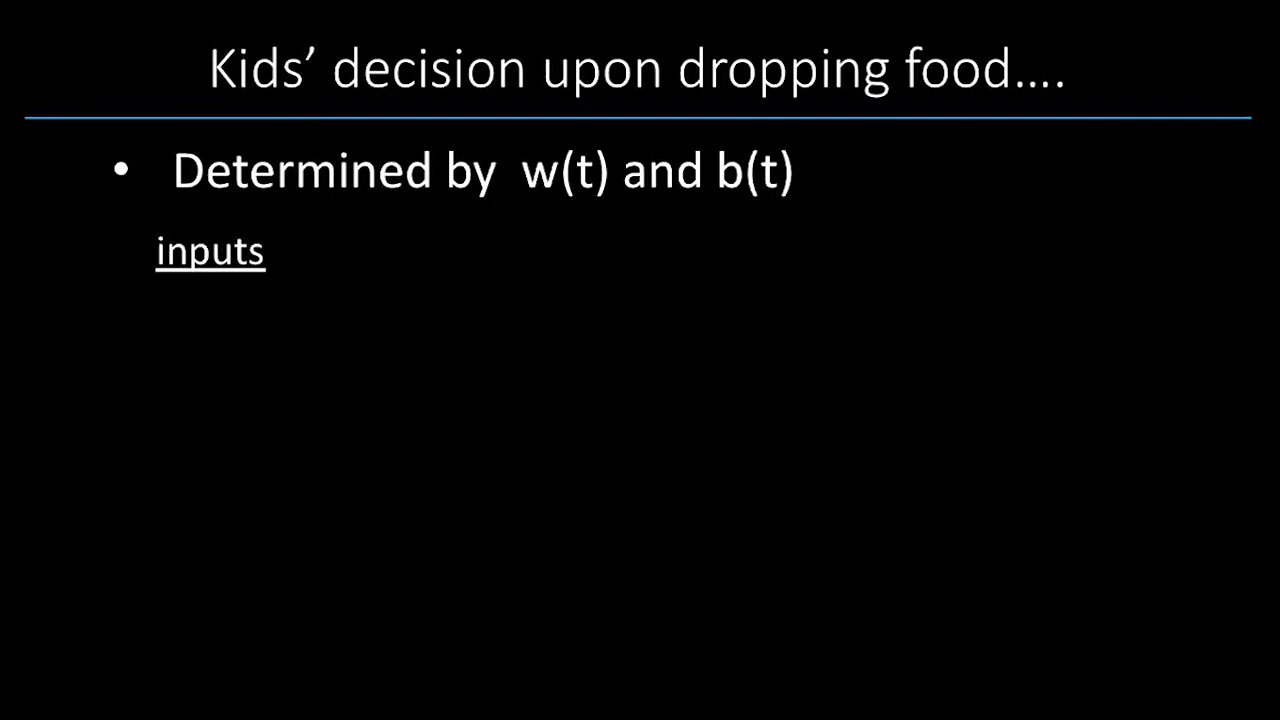 Kids’ decision upon dropping food....
• Determined by w(t) and b(t)
inputs